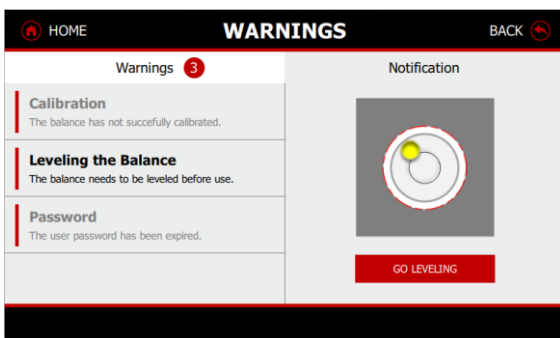 HOME
WARNINGS
BACK
Warnings 3
Notification
Calibration
The balance has not succefully calibrated.
Leveling the Balance
The balance needs to be leveled before use.
Password
The user password has been expired.
GO LEVELING